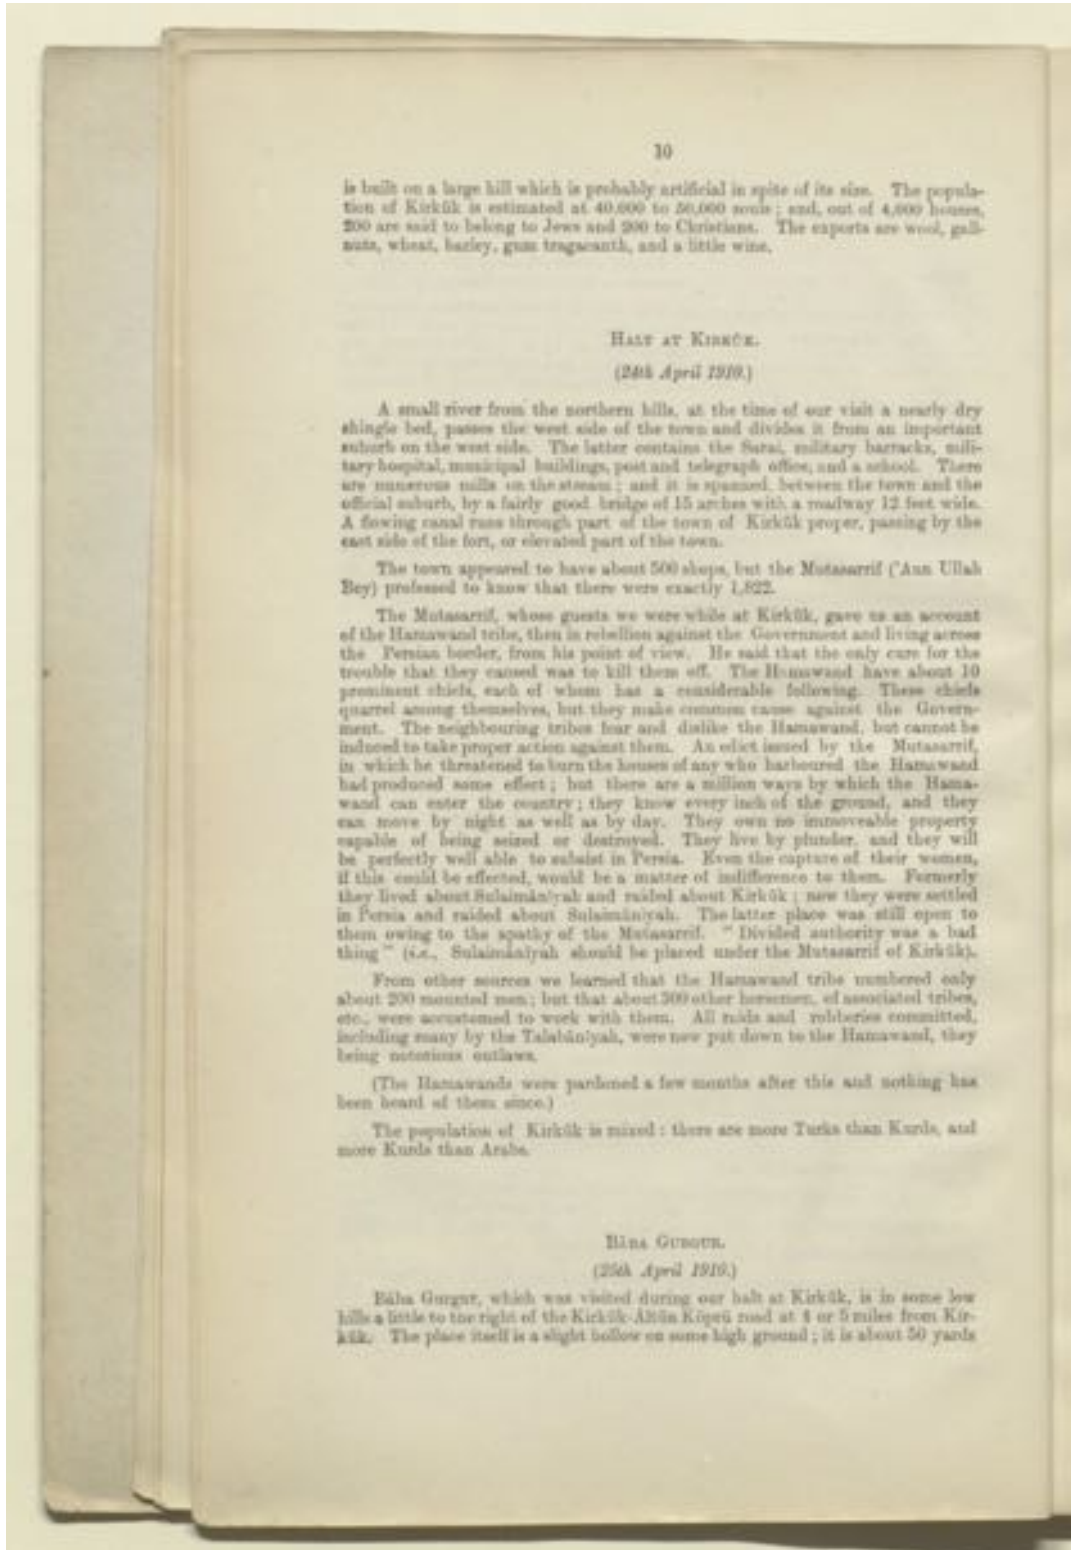 10
is built on a large hill which is probably artificial in spite of its size. The popula-
tion of Kirkûk is estimated at 40,000 to 50,000 souls; and, out of 4,000 houses,
200 are said to belong to Jews and 200 to Christians. The exports are wool, gall-
nuts, wheat, barley, gum tragacanth, and a little wine.
HALT AT KIRKÛK.
(24th April 1910.)
A small river from the northern hills, at the time of our visit a nearly dry
shingle bed, passes the west side of the town and divides it from an important
suburb on the west side. The latter contains the Sarai, military barracks, mili-
tary hospital, municipal buildings, post and telegraph office, and a school. There
are numerous mills on the stream; and it is spanned, between the town and the
official suburb, by a fairly good bridge of 15 arches with a roadway 12 feet wide.
A flowing canal runs through part of the town of Kirkûk proper, passing by the
east side of the fort, or elevated part of the town.
The town appeared to have about 500 shops, but the Mutasarrif ('Aun Ullah
Bey) professed to know that there were exactly 1,822.
The Mutasarrif, whose guests we were while at Kirkûk, gave us an account
of the Hamawand tribe, then in rebellion against the Government and living across
the Persian border, from his point of view. He said that the only cure for the
trouble that they caused was to kill them off. The Hamawand have about 10
prominent chiefs, each of whom has a considerable following. These chiefs
quarrel among themselves, but they make common cause against the Govern-
ment. The neighbouring tribes fear and dislike the Hamawand, but cannot be
induced to take proper action against them. An edict issued by the Mutasarrif,
in which he threatened to burn the houses of any who harboured the Hamawand
had produced some effect; but there are a million ways by which the Hama-
wand can enter the country; they know every inch of the ground, and they
can move by night as well as by day. They own no immoveable property
capable of being seized or destroyed. They live by plunder, and they will
be perfectly well able to subsist in Persia. Even the capture of their women,
if this could be effected, would be a matter of indifference to them. Formerly
they lived about Sulaimânîyah and raided about Kirkûk; now they were settled
in Persia and raided about Sulaimânîyah. The latter place was still open to
them owing to the apathy of the Mutasarrif. "Divided authority was a bad
thing" (i.e., Sulaimânîyah should be placed under the Mutasarrif of Kirkûk).
From other sources we learned that the Hamawand tribe numbered only
about 200 mounted men; but that about 300 other horsemen, of associated tribes,
etc., were accustomed to work with them. All raids and robberies committed,
including many by the Talabânîyah, were now put down to the Hamawand, they
being notorious outlaws.
(The Hamawands were pardoned a few months after this and nothing has
been heard of them since.)
The population of Kirkûk is mixed: there are more Turks than Kurds, and
more Kurds than Arabs.
BÂBA GURGUR.
(25th April 1910.)
Bâba Gurgur, which was visited during our halt at Kirkûk, is in some low
hills a little to the right of the Kirkûk-Altûn Köprü road at 4 or 5 miles from Kir-
kûk. The place itself is a slight hollow on some high ground; it is about 50 yards